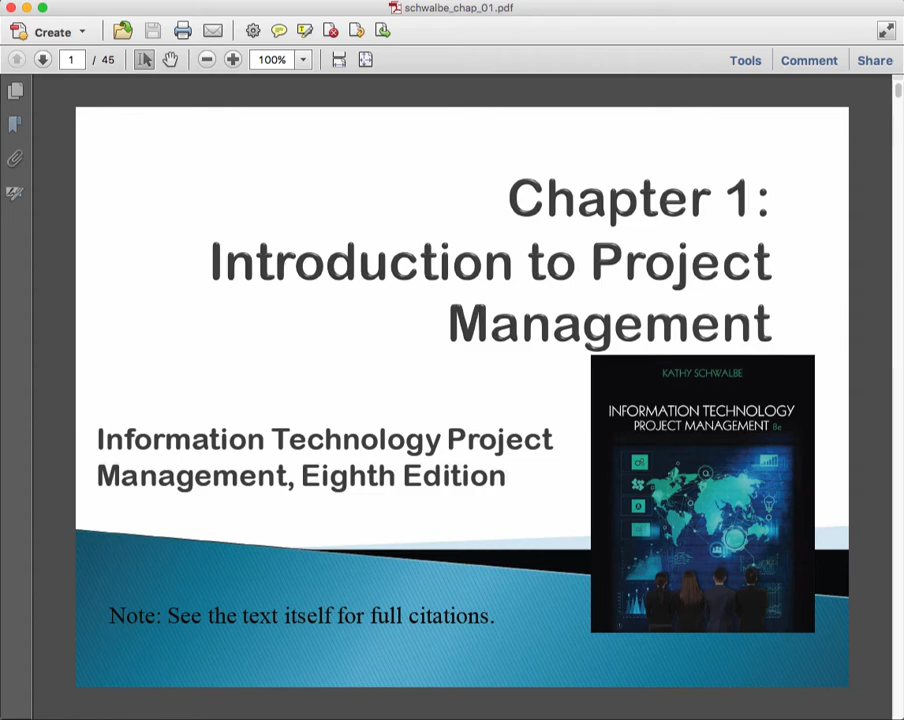 schwalbe_chap_01.pdf
Create
1 / 45
100%
Tools Comment Share
Chapter 1:
Introduction to Project
Management
Information Technology Project
Management, Eighth Edition
KATHY SCHWALBE
INFORMATION TECHNOLOGY
PROJECT MANAGEMENT 8e
Note: See the text itself for full citations.